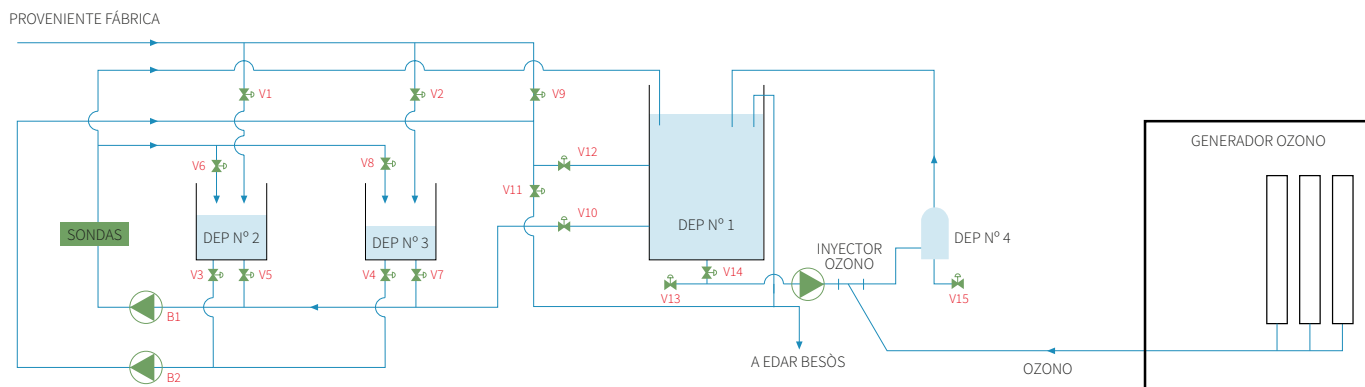 PROVENIENTE FÁBRICA
V1
V2
V9
GENERADOR OZONO
V6
V8
V12
V11
V10
SONDAS
DEP Nº 2
DEP Nº 3
DEP Nº 1
DEP Nº 4
INYECTOR
OZONO
V3
V5
V4
V7
V14
V13
V15
B1
B2
A EDAR BESÒS
OZONO